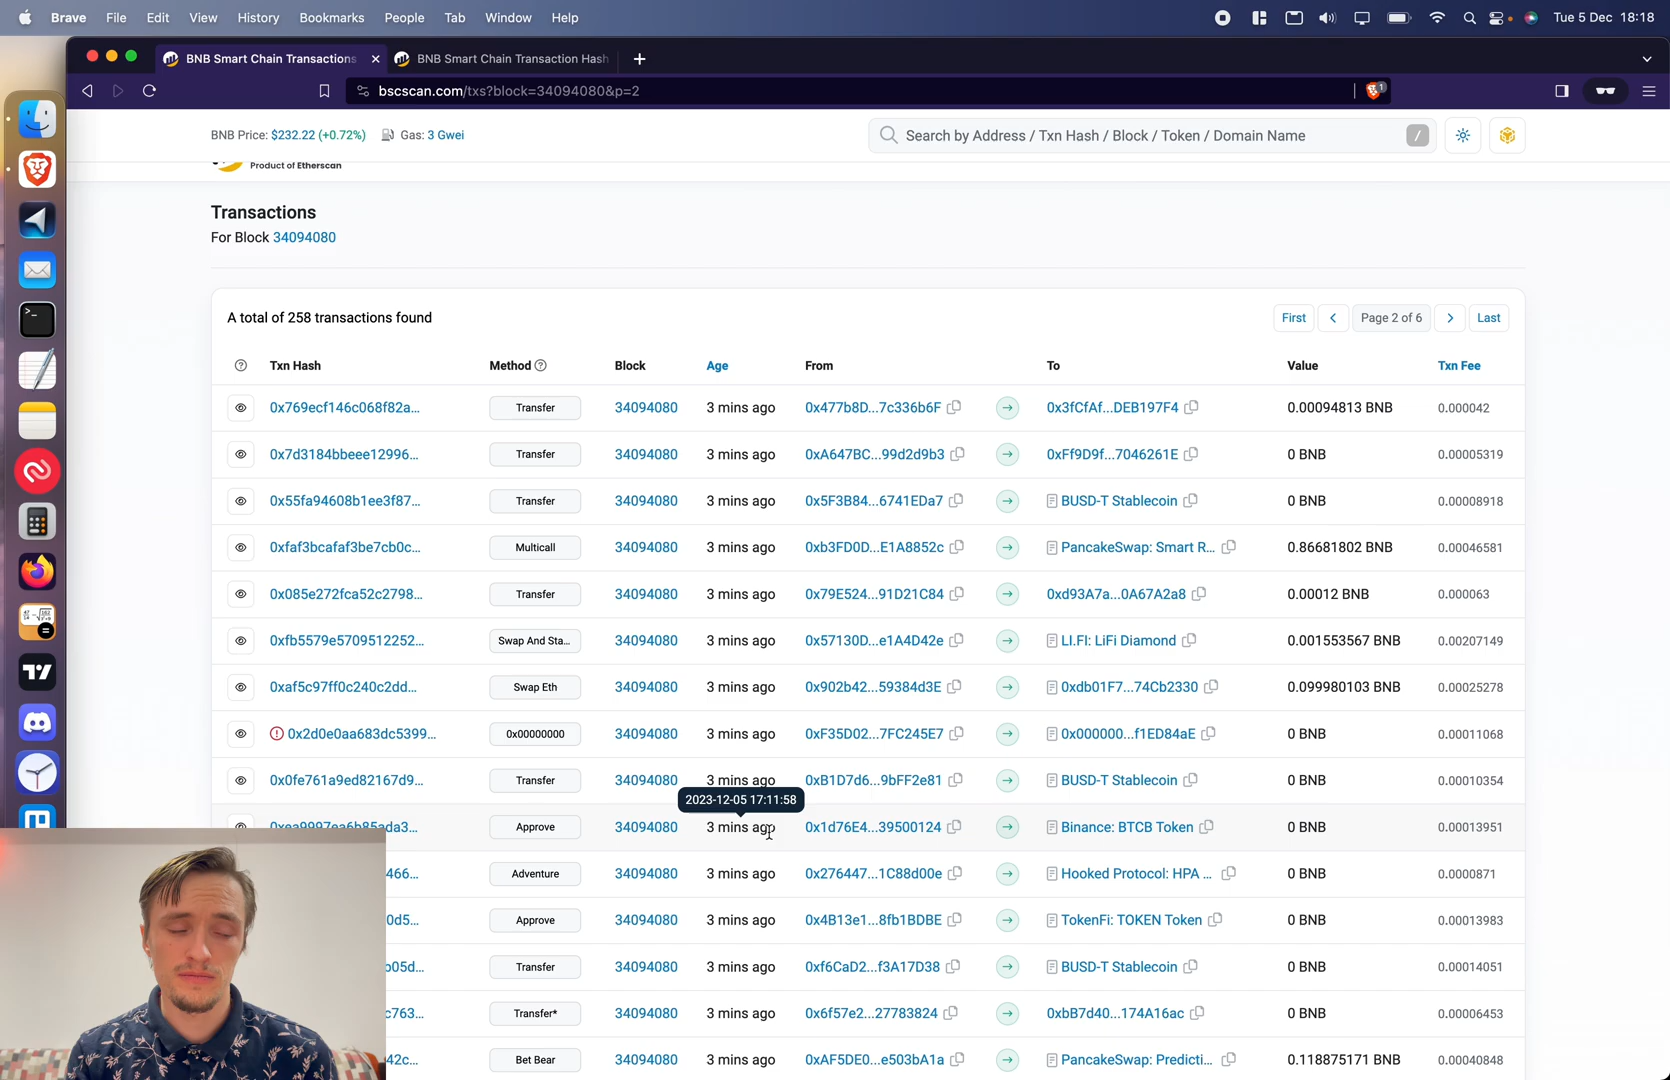 Brave File Edit View History Bookmarks People Tab Window Help Tue 5 Dec 18:18
BNB Smart Chain Transactions BNB Smart Chain Transaction Hash
bscscan.com/txs?block=34094080&p=2 1
BNB Price: $232.22 (+0.72%) Gas: 3 Gwei Search by Address / Txn Hash / Block / Token / Domain Name /
Product of Etherscan
Transactions
For Block 34094080
A total of 258 transactions found First Page 2 of 6 Last
Txn Hash Method Block Age From To Value Txn Fee
0x769ecf146c068f82a... Transfer 34094080 3 mins ago 0x477b8D...7c336b6F 0x3fCfAf...DEB197F4 0.00094813 BNB 0.000042
0x7d3184bbeee12996... Transfer 34094080 3 mins ago 0xA647BC...99d2d9b3 0xFf9D9f...7046261E 0 BNB 0.00005319
0x55fa94608b1ee3f87... Transfer 34094080 3 mins ago 0x5F3B84...6741EDa7 BUSD-T Stablecoin 0 BNB 0.00008918
0xfaf3bcafaf3be7cb0c... Multicall 34094080 3 mins ago 0xb3FD0D...E1A8852c PancakeSwap: Smart R... 0.86681802 BNB 0.00046581
0x085e272fca52c2798... Transfer 34094080 3 mins ago 0x79E524...91D21C84 0xd93A7a...0A67A2a8 0.00012 BNB 0.000063
0xfb5579e5709512252... Swap And Sta... 34094080 3 mins ago 0x57130D...e1A4D42e LI.FI: LiFi Diamond 0.001553567 BNB 0.00207149
0xaf5c97ff0c240c2dd... Swap Eth 34094080 3 mins ago 0x902b42...59384d3E 0xdb01F7...74Cb2330 0.099980103 BNB 0.00025278
0x2d0e0aa683dc5399... 0x00000000 34094080 3 mins ago 0xF35D02...7FC245E7 0x000000...f1ED84aE 0 BNB 0.00011068
0x0fe761a9ed82167d9... Transfer 34094080 3 mins ago 0xB1D7d6...9bFF2e81 BUSD-T Stablecoin 0 BNB 0.00010354
2023-12-05 17:11:58
0xea9997ea6b85ada3... Approve 34094080 3 mins ago 0x1d76E4...39500124 Binance: BTCB Token 0 BNB 0.00013951
466... Adventure 34094080 3 mins ago 0x276447...1C88d00e Hooked Protocol: HPA ... 0 BNB 0.0000871
0d5... Approve 34094080 3 mins ago 0x4B13e1...8fb1BDBE TokenFi: TOKEN Token 0 BNB 0.00013983
b05d... Transfer 34094080 3 mins ago 0xf6CaD2...f3A17D38 BUSD-T Stablecoin 0 BNB 0.00014051
c763... Transfer* 34094080 3 mins ago 0x6f57e2...27783824 0xbB7d40...174A16ac 0 BNB 0.00006453
42c... Bet Bear 34094080 3 mins ago 0xAF5DE0...e503bA1a PancakeSwap: Predicti... 0.118875171 BNB 0.00040848